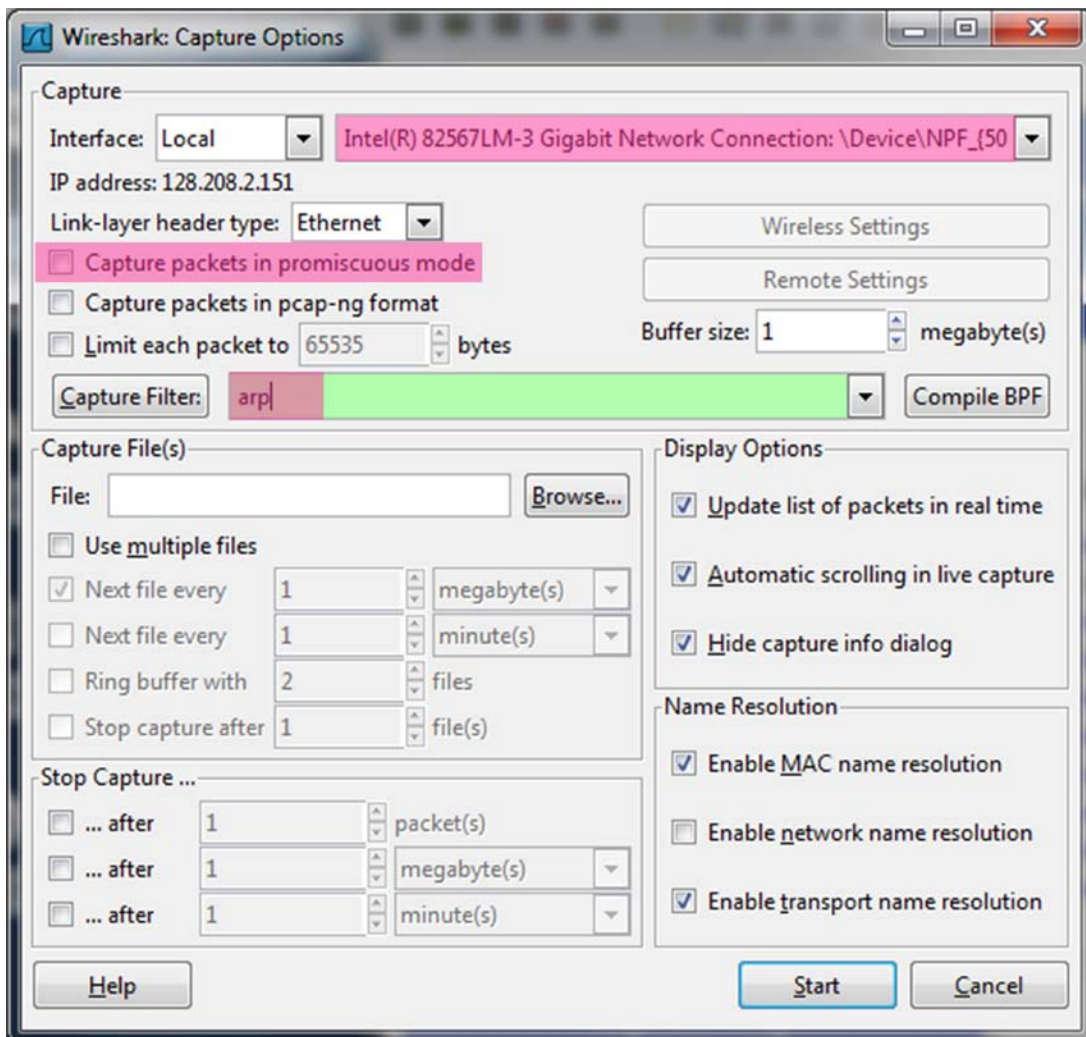 Wireshark: Capture Options
Capture
Interface: Local Intel(R) 82567LM-3 Gigabit Network Connection: \Device\NPF_{50
IP address: 128.208.2.151
Link-layer header type: Ethernet
Wireless Settings
Capture packets in promiscuous mode
Remote Settings
Capture packets in pcap-ng format
Limit each packet to 65535 bytes
Buffer size: 1 megabyte(s)
Capture Filter: arp Compile BPF
Capture File(s)
File: Browse...
Use multiple files
Next file every 1 megabyte(s)
Next file every 1 minute(s)
Ring buffer with 2 files
Stop capture after 1 file(s)
Stop Capture ...
... after 1 packet(s)
... after 1 megabyte(s)
... after 1 minute(s)
Display Options
Update list of packets in real time
Automatic scrolling in live capture
Hide capture info dialog
Name Resolution
Enable MAC name resolution
Enable network name resolution
Enable transport name resolution
Help Start Cancel